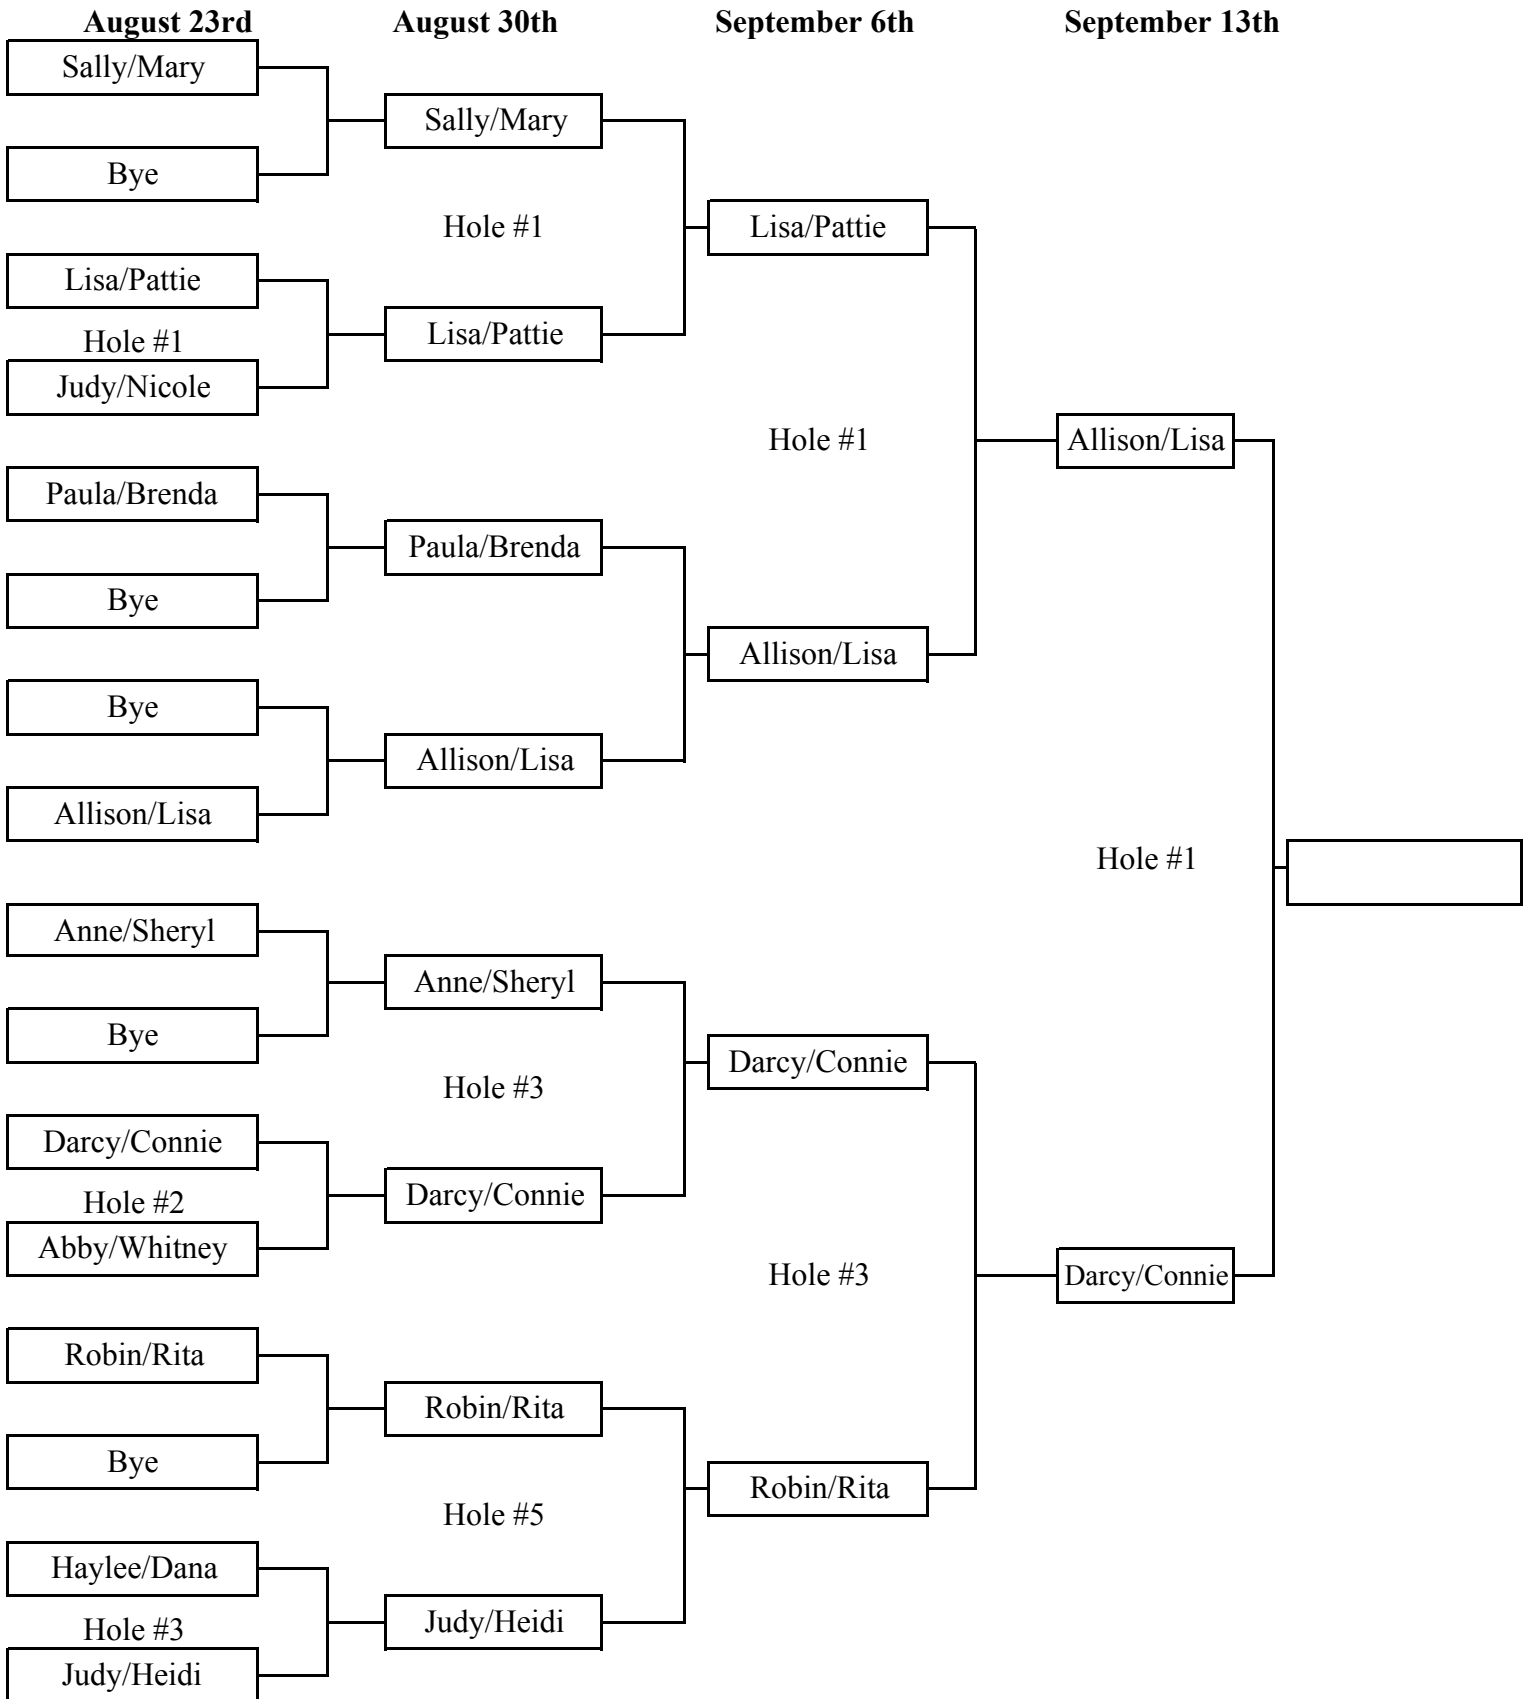 August 23rd
August 30th
September 6th
September 13th
Sally/Mary
Sally/Mary
Bye
Hole #1
Lisa/Pattie
Lisa/Pattie
Lisa/Pattie
Hole #1
Judy/Nicole
Hole #1
Allison/Lisa
Paula/Brenda
Paula/Brenda
Bye
Allison/Lisa
Bye
Allison/Lisa
Allison/Lisa
Hole #1
Anne/Sheryl
Anne/Sheryl
Bye
Darcy/Connie
Hole #3
Darcy/Connie
Darcy/Connie
Hole #2
Abby/Whitney
Hole #3
Darcy/Connie
Robin/Rita
Robin/Rita
Bye
Robin/Rita
Hole #5
Haylee/Dana
Judy/Heidi
Hole #3
Judy/Heidi